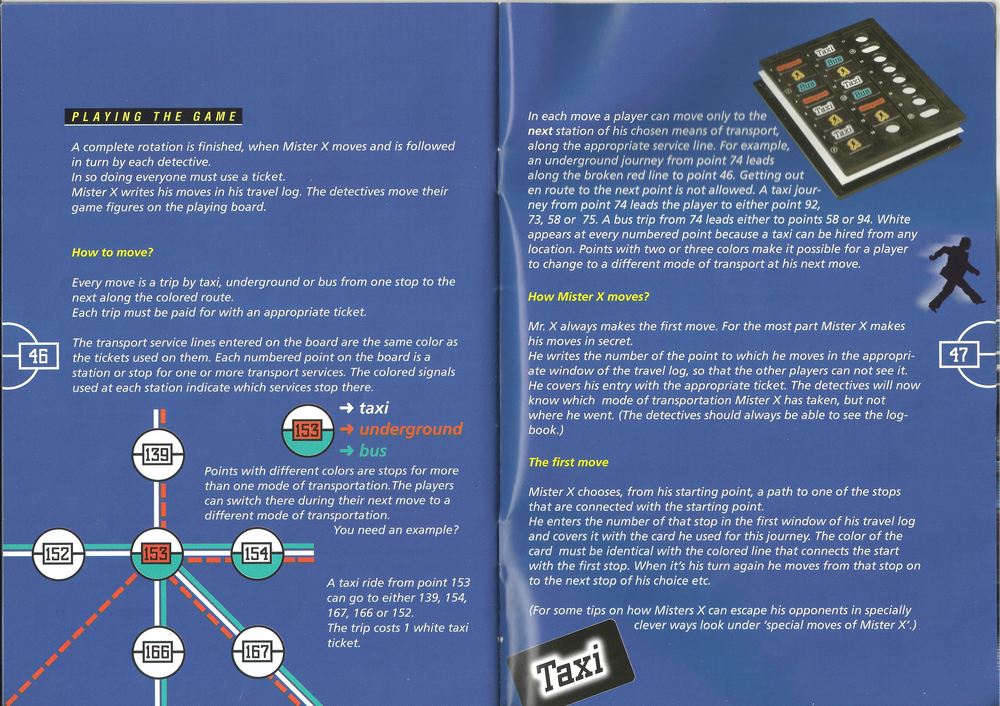 PLAYING THE GAME
A complete rotation is finished, when Mister X moves and is followed
in turn by each detective.
In so doing everyone must use a ticket.
Mister X writes his moves in his travel log. The detectives move their
game figures on the playing board.
How to move?
Every move is a trip by taxi, underground or bus from one stop to the
next along the colored route.
Each trip must be paid for with an appropriate ticket.
The transport service lines entered on the board are the same color as
the tickets used on them. Each numbered point on the board is a
station or stop for one or more transport services. The colored signals
used at each station indicate which services stop there.
46
153
➔ taxi
➔ underground
➔ bus
139
Points with different colors are stops for more
than one mode of transportation.The players
can switch there during their next move to a
different mode of transportation.
You need an example?
152
153
154
A taxi ride from point 153
can go to either 139, 154,
167, 166 or 152.
The trip costs 1 white taxi
ticket.
166
167
Taxi
Bus
Bus
Taxi
Bus
Taxi
Taxi
In each move a player can move only to the
next station of his chosen means of transport,
along the appropriate service line. For example,
an underground journey from point 74 leads
along the broken red line to point 46. Getting out
en route to the next point is not allowed. A taxi jour-
ney from point 74 leads the player to either point 92,
73, 58 or 75. A bus trip from 74 leads either to points 58 or 94. White
appears at every numbered point because a taxi can be hired from any
location. Points with two or three colors make it possible for a player
to change to a different mode of transport at his next move.
How Mister X moves?
Mr. X always makes the first move. For the most part Mister X makes
his moves in secret.
He writes the number of the point to which he moves in the appropri-
ate window of the travel log, so that the other players can not see it.
He covers his entry with the appropriate ticket. The detectives will now
know which mode of transportation Mister X has taken, but not
where he went. (The detectives should always be able to see the log-
book.)
47
The first move
Mister X chooses, from his starting point, a path to one of the stops
that are connected with the starting point.
He enters the number of that stop in the first window of his travel log
and covers it with the card he used for this journey. The color of the
card must be identical with the colored line that connects the start
with the first stop. When it's his turn again he moves from that stop on
to the next stop of his choice etc.
(For some tips on how Misters X can escape his opponents in specially
clever ways look under 'special moves of Mister X'.)
Taxi